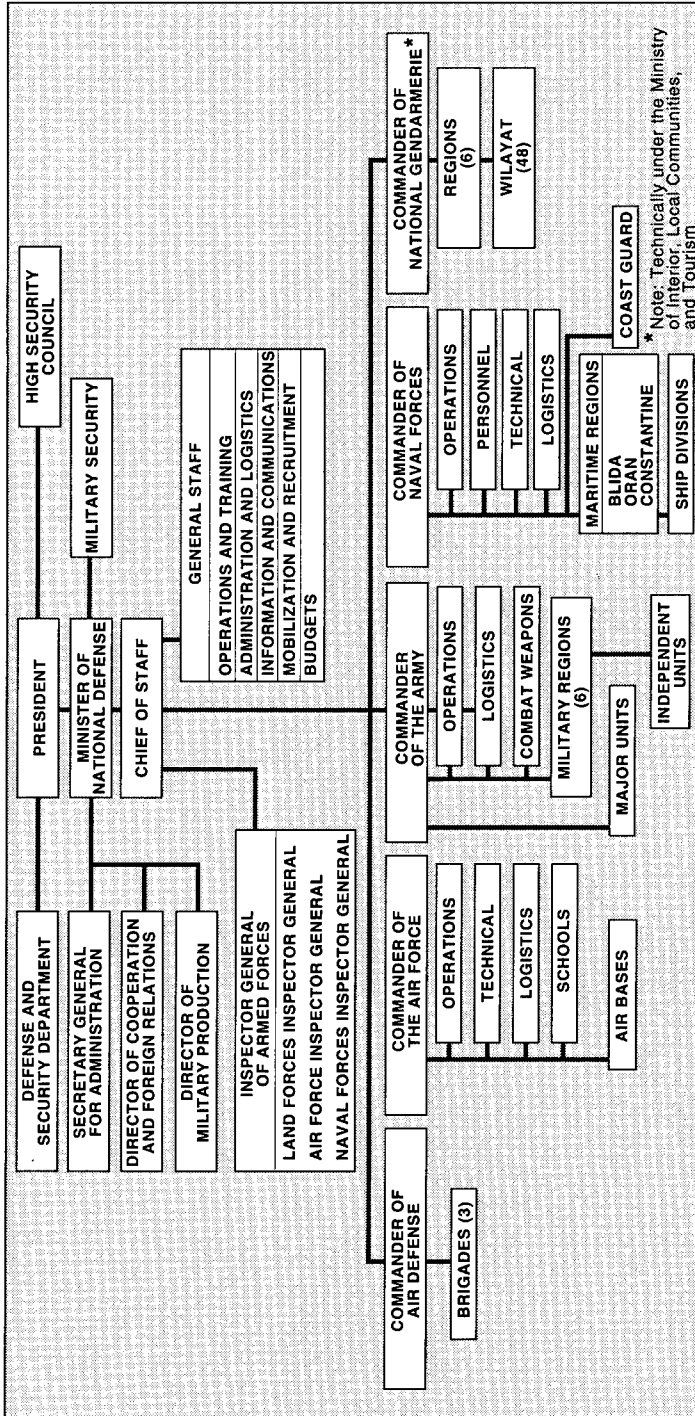 PRESIDENT
HIGH SECURITY
COUNCIL
DEFENSE AND
SECURITY DEPARTMENT
MINISTER OF
NATIONAL DEFENSE
MILITARY SECURITY
SECRETARY GENERAL
FOR ADMINISTRATION
DIRECTOR OF COOPERATION
AND FOREIGN RELATIONS
DIRECTOR OF
MILITARY PRODUCTION
CHIEF OF STAFF
GENERAL STAFF
OPERATIONS AND TRAINING
ADMINISTRATION AND LOGISTICS
INFORMATION AND COMMUNICATIONS
MOBILIZATION AND RECRUITMENT
BUDGETS
INSPECTOR GENERAL
OF ARMED FORCES
LAND FORCES INSPECTOR GENERAL
AIR FORCE INSPECTOR GENERAL
NAVAL FORCES INSPECTOR GENERAL
COMMANDER OF
AIR DEFENSE
BRIGADES (3)
COMMANDER OF
THE AIR FORCE
OPERATIONS
TECHNICAL
LOGISTICS
SCHOOLS
AIR BASES
COMMANDER
OF THE ARMY
OPERATIONS
LOGISTICS
COMBAT WEAPONS
MILITARY REGIONS
(6)
MAJOR UNITS
INDEPENDENT
UNITS
COMMANDER OF
NAVAL FORCES
OPERATIONS
PERSONNEL
TECHNICAL
LOGISTICS
MARITIME REGIONS
BLIDA
ORAN
CONSTANTINE
SHIP DIVISIONS
COAST GUARD
COMMANDER OF
NATIONAL GENDARMERIE*
REGIONS
(6)
WILAYAT
(48)
* Note: Technically under the Ministry
of Interior, Local Communities,
and Tourism